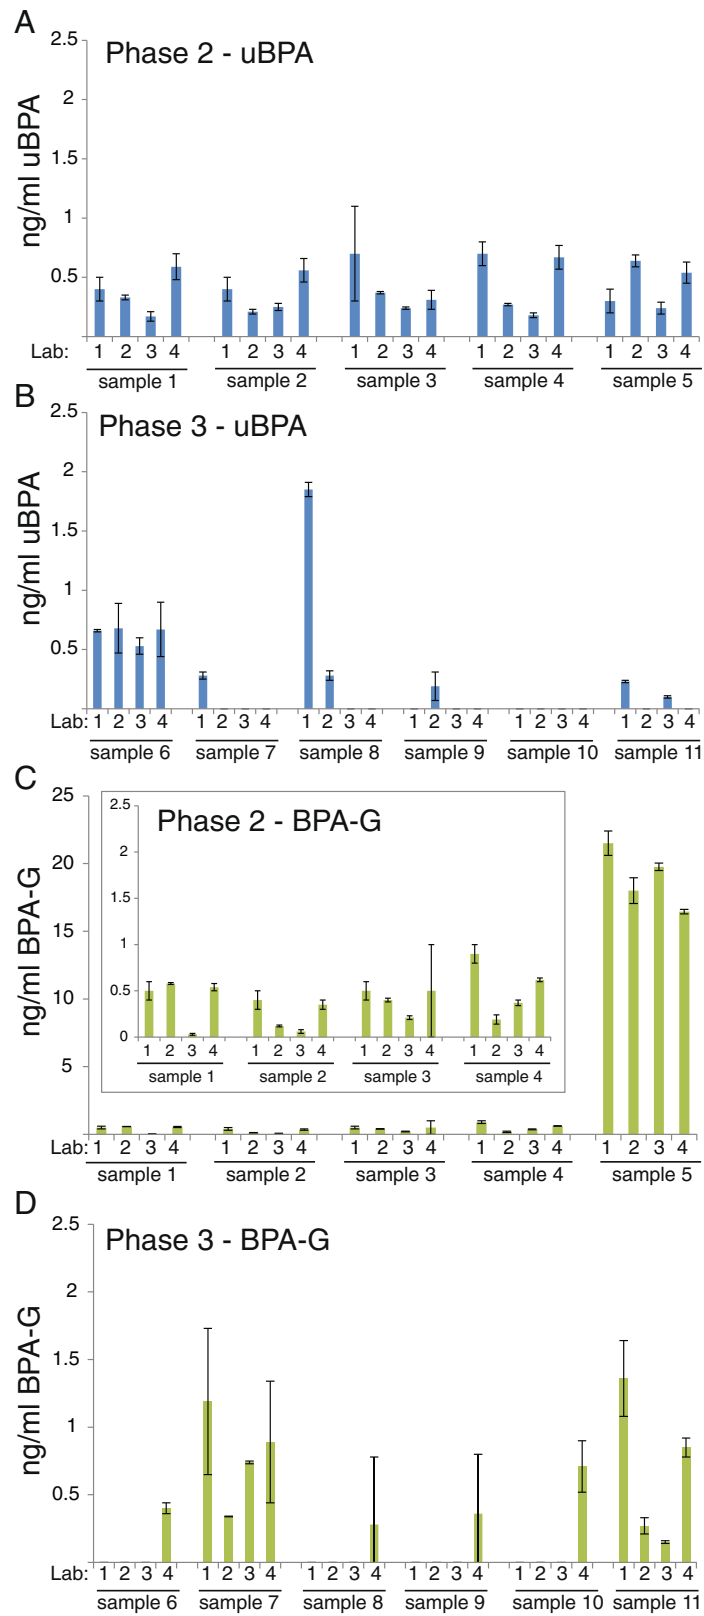 A
Phase 2 - uBPA
ng/ml uBPA
2.5
2
1.5
1
0.5
Lab: 1 2 3 4 1 2 3 4 1 2 3 4 1 2 3 4 1 2 3 4
sample 1 sample 2 sample 3 sample 4 sample 5
B
Phase 3 - uBPA
ng/ml uBPA
2.5
2
1.5
1
0.5
Lab: 1 2 3 4 1 2 3 4 1 2 3 4 1 2 3 4 1 2 3 4 1 2 3 4
sample 6 sample 7 sample 8 sample 9 sample 10 sample 11
C
ng/ml BPA-G
25
20
15
10
5
Phase 2 - BPA-G
2.5
2
1.5
1
0.5
0
1 2 3 4 1 2 3 4 1 2 3 4 1 2 3 4
sample 1 sample 2 sample 3 sample 4
Lab: 1 2 3 4 1 2 3 4 1 2 3 4 1 2 3 4 1 2 3 4
sample 1 sample 2 sample 3 sample 4 sample 5
D
Phase 3 - BPA-G
ng/ml BPA-G
2.5
2
1.5
1
0.5
Lab: 1 2 3 4 1 2 3 4 1 2 3 4 1 2 3 4 1 2 3 4 1 2 3 4
sample 6 sample 7 sample 8 sample 9 sample 10 sample 11